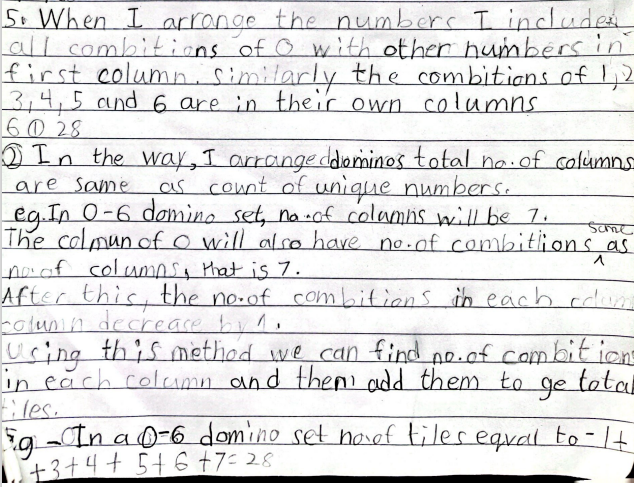 5. When I arrange the numbers I included
all combitions of 0 with other numbers in
first column. Similarly the combitions of 1,2
3,4,5 and 6 are in their own columns
6 ① 28
② In the way, I arranged dominos total no. of columns
are same as count of unique numbers.
eg. In 0-6 domino set, no. of columns will be 7.
The colman of 0 will also have no. of combitlions same as
no. of columns, that is 7.
After this, the no. of combitions in each colum
column decrease by 1.
Using this method we can find no. of combition
in each column and them add them to ge total
tiles.
Eg - In a 0-6 domino set no. of tiles equal to - 1+
+3+4+5+6+7=28